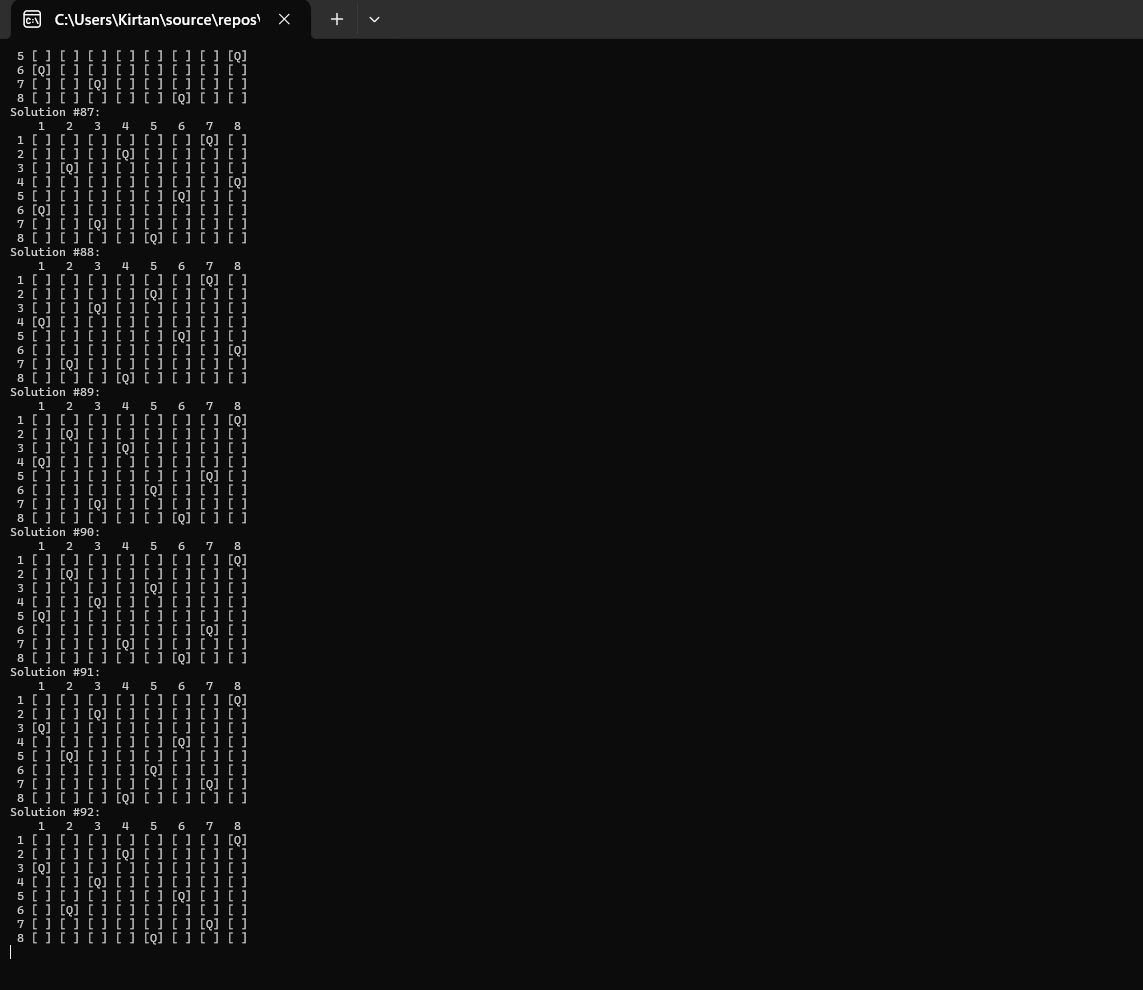 C:\Users\Kirtan\source\repos\
5 [ ] [ ] [ ] [ ] [ ] [ ] [ ] [Q]
6 [Q] [ ] [ ] [ ] [ ] [ ] [ ] [ ]
7 [ ] [ ] [Q] [ ] [ ] [ ] [ ] [ ]
8 [ ] [ ] [ ] [ ] [ ] [Q] [ ] [ ]
Solution #87:
1 2 3 4 5 6 7 8
1 [ ] [ ] [ ] [ ] [ ] [ ] [Q] [ ]
2 [ ] [ ] [ ] [Q] [ ] [ ] [ ] [ ]
3 [ ] [Q] [ ] [ ] [ ] [ ] [ ] [ ]
4 [ ] [ ] [ ] [ ] [ ] [ ] [ ] [Q]
5 [ ] [ ] [ ] [ ] [ ] [Q] [ ] [ ]
6 [Q] [ ] [ ] [ ] [ ] [ ] [ ] [ ]
7 [ ] [ ] [Q] [ ] [ ] [ ] [ ] [ ]
8 [ ] [ ] [ ] [ ] [Q] [ ] [ ] [ ]
Solution #88:
1 2 3 4 5 6 7 8
1 [ ] [ ] [ ] [ ] [ ] [ ] [Q] [ ]
2 [ ] [ ] [ ] [ ] [Q] [ ] [ ] [ ]
3 [ ] [ ] [Q] [ ] [ ] [ ] [ ] [ ]
4 [Q] [ ] [ ] [ ] [ ] [ ] [ ] [ ]
5 [ ] [ ] [ ] [ ] [ ] [Q] [ ] [ ]
6 [ ] [ ] [ ] [ ] [ ] [ ] [ ] [Q]
7 [ ] [Q] [ ] [ ] [ ] [ ] [ ] [ ]
8 [ ] [ ] [ ] [Q] [ ] [ ] [ ] [ ]
Solution #89:
1 2 3 4 5 6 7 8
1 [ ] [ ] [ ] [ ] [ ] [ ] [ ] [Q]
2 [ ] [Q] [ ] [ ] [ ] [ ] [ ] [ ]
3 [ ] [ ] [ ] [Q] [ ] [ ] [ ] [ ]
4 [Q] [ ] [ ] [ ] [ ] [ ] [ ] [ ]
5 [ ] [ ] [ ] [ ] [ ] [ ] [Q] [ ]
6 [ ] [ ] [ ] [ ] [Q] [ ] [ ] [ ]
7 [ ] [ ] [Q] [ ] [ ] [ ] [ ] [ ]
8 [ ] [ ] [ ] [ ] [ ] [Q] [ ] [ ]
Solution #90:
1 2 3 4 5 6 7 8
1 [ ] [ ] [ ] [ ] [ ] [ ] [ ] [Q]
2 [ ] [Q] [ ] [ ] [ ] [ ] [ ] [ ]
3 [ ] [ ] [ ] [ ] [Q] [ ] [ ] [ ]
4 [ ] [ ] [Q] [ ] [ ] [ ] [ ] [ ]
5 [Q] [ ] [ ] [ ] [ ] [ ] [ ] [ ]
6 [ ] [ ] [ ] [ ] [ ] [ ] [Q] [ ]
7 [ ] [ ] [ ] [Q] [ ] [ ] [ ] [ ]
8 [ ] [ ] [ ] [ ] [ ] [Q] [ ] [ ]
Solution #91:
1 2 3 4 5 6 7 8
1 [ ] [ ] [ ] [ ] [ ] [ ] [ ] [Q]
2 [ ] [ ] [Q] [ ] [ ] [ ] [ ] [ ]
3 [Q] [ ] [ ] [ ] [ ] [ ] [ ] [ ]
4 [ ] [ ] [ ] [ ] [ ] [Q] [ ] [ ]
5 [ ] [Q] [ ] [ ] [ ] [ ] [ ] [ ]
6 [ ] [ ] [ ] [ ] [Q] [ ] [ ] [ ]
7 [ ] [ ] [ ] [ ] [ ] [ ] [Q] [ ]
8 [ ] [ ] [ ] [Q] [ ] [ ] [ ] [ ]
Solution #92:
1 2 3 4 5 6 7 8
1 [ ] [ ] [ ] [ ] [ ] [ ] [ ] [Q]
2 [ ] [ ] [ ] [Q] [ ] [ ] [ ] [ ]
3 [Q] [ ] [ ] [ ] [ ] [ ] [ ] [ ]
4 [ ] [ ] [Q] [ ] [ ] [ ] [ ] [ ]
5 [ ] [ ] [ ] [ ] [ ] [Q] [ ] [ ]
6 [ ] [Q] [ ] [ ] [ ] [ ] [ ] [ ]
7 [ ] [ ] [ ] [ ] [ ] [ ] [Q] [ ]
8 [ ] [ ] [ ] [ ] [Q] [ ] [ ] [ ]